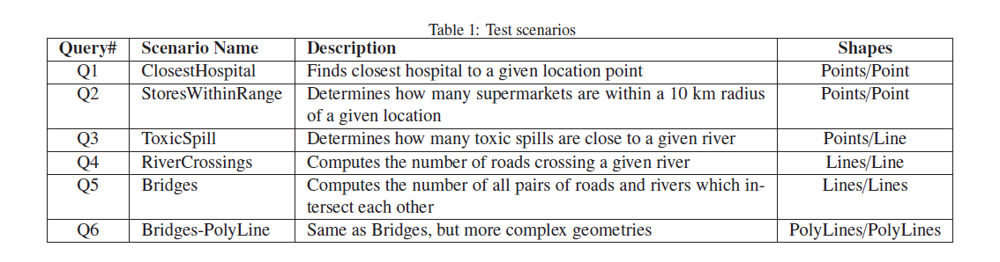 Table 1: Test scenarios
Query# Scenario Name Description Shapes
Q1 ClosestHospital Finds closest hospital to a given location point Points/Point
Q2 StoresWithinRange Determines how many supermarkets are within a 10 km radius Points/Point
of a given location
Q3 ToxicSpill Determines how many toxic spills are close to a given river Points/Line
Q4 RiverCrossings Computes the number of roads crossing a given river Lines/Line
Q5 Bridges Computes the number of all pairs of roads and rivers which in- Lines/Lines
tersect each other
Q6 Bridges-PolyLine Same as Bridges, but more complex geometries PolyLines/PolyLines